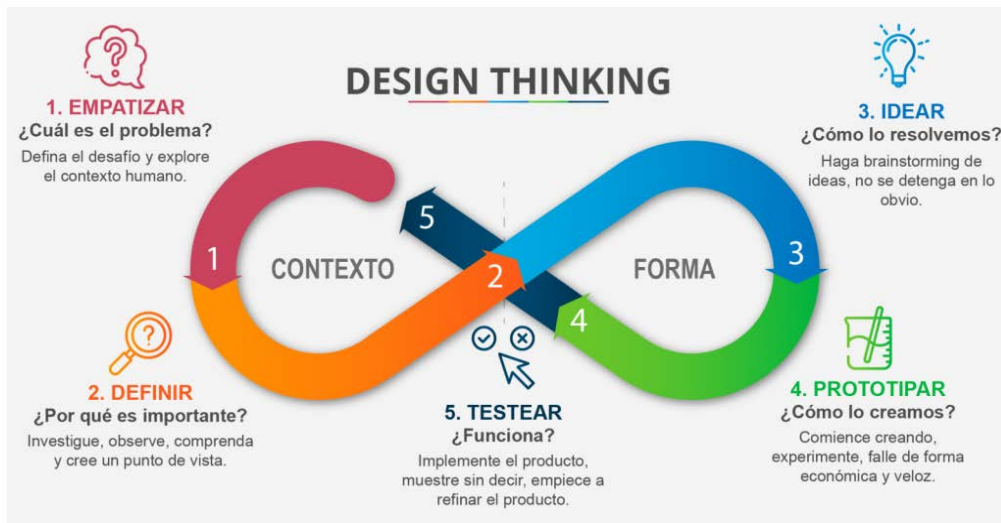 DESIGN THINKING
1. EMPATIZAR
¿Cuál es el problema?
Defina el desafío y explore
el contexto humano.
3. IDEAR
¿Cómo lo resolvemos?
Haga brainstorming de
ideas, no se detenga en lo
obvio.
1
CONTEXTO
5
2
FORMA
3
4
2. DEFINIR
¿Por qué es importante?
Investigue, observe, comprenda
y cree un punto de vista.
5. TESTEAR
¿Funciona?
Implemente el producto,
muestre sin decir, empiece a
refinar el producto.
4. PROTOTIPAR
¿Cómo lo creamos?
Comience creando,
experimente, falle de forma
económica y veloz.